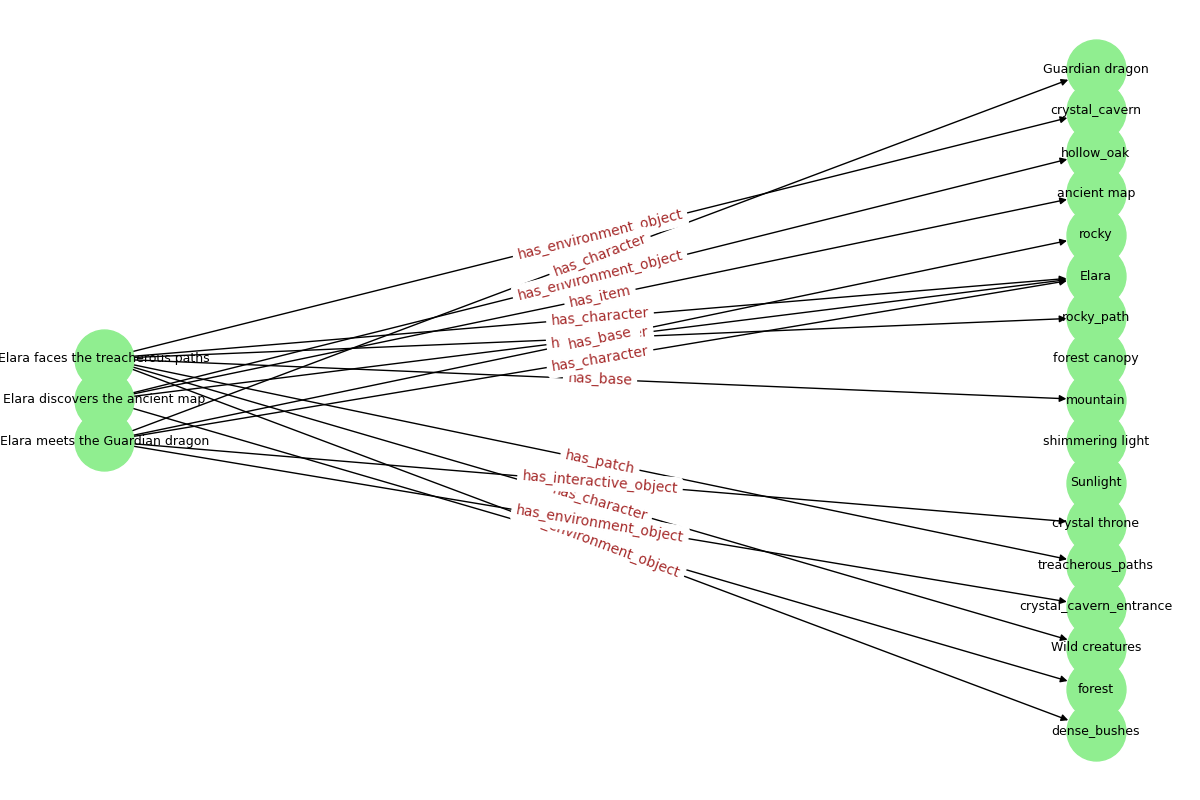 Guardian dragon
crystal_cavern
hollow_oak
ancient map
rocky
Elara
rocky_path
forest canopy
mountain
shimmering light
Sunlight
crystal throne
treacherous_paths
crystal_cavern_entrance
Wild creatures
forest
dense_bushes
Elara faces the treacherous paths
Elara discovers the ancient map
Elara meets the Guardian dragon
has_environment_object
has_character
has_environment_object
has_item
has_character
has_base
has_character
has_base
has_patch
has_interactive_object
has_character
has_environment_object
environment_object